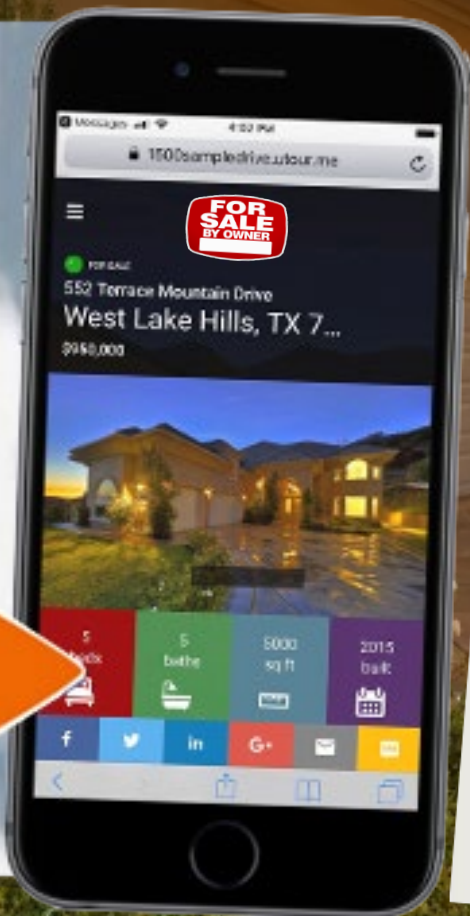 Messages 4:02 PM
1500sampledrive.utour.me
FOR
SALE
BY OWNER
FOR SALE
552 Terrace Mountain Drive
West Lake Hills, TX 7...
$950,000
5 5 5000 2015
beds baths sq ft built
f in G+